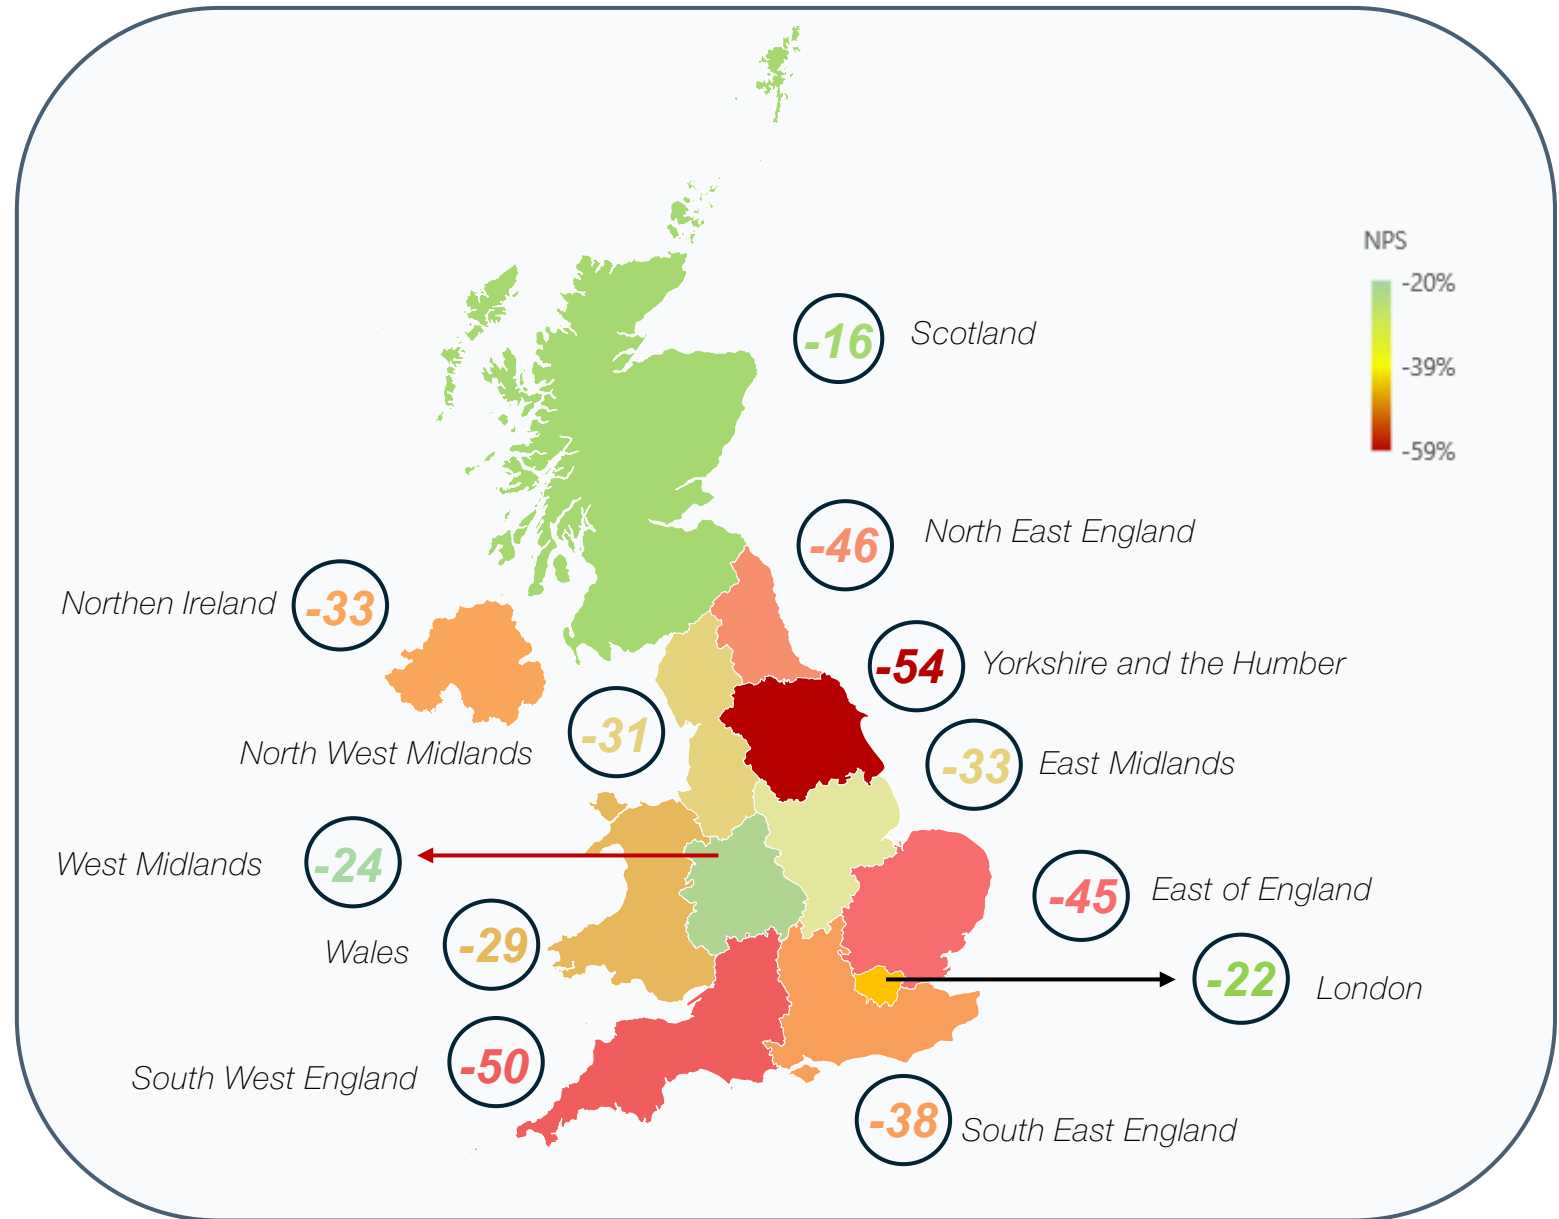 NPS
-20%
-39%
-59%
-16 Scotland
-46 North East England
Northen Ireland -33
-54 Yorkshire and the Humber
North West Midlands -31
-33 East Midlands
West Midlands -24
-45 East of England
Wales -29
-22 London
South West England -50
-38 South East England